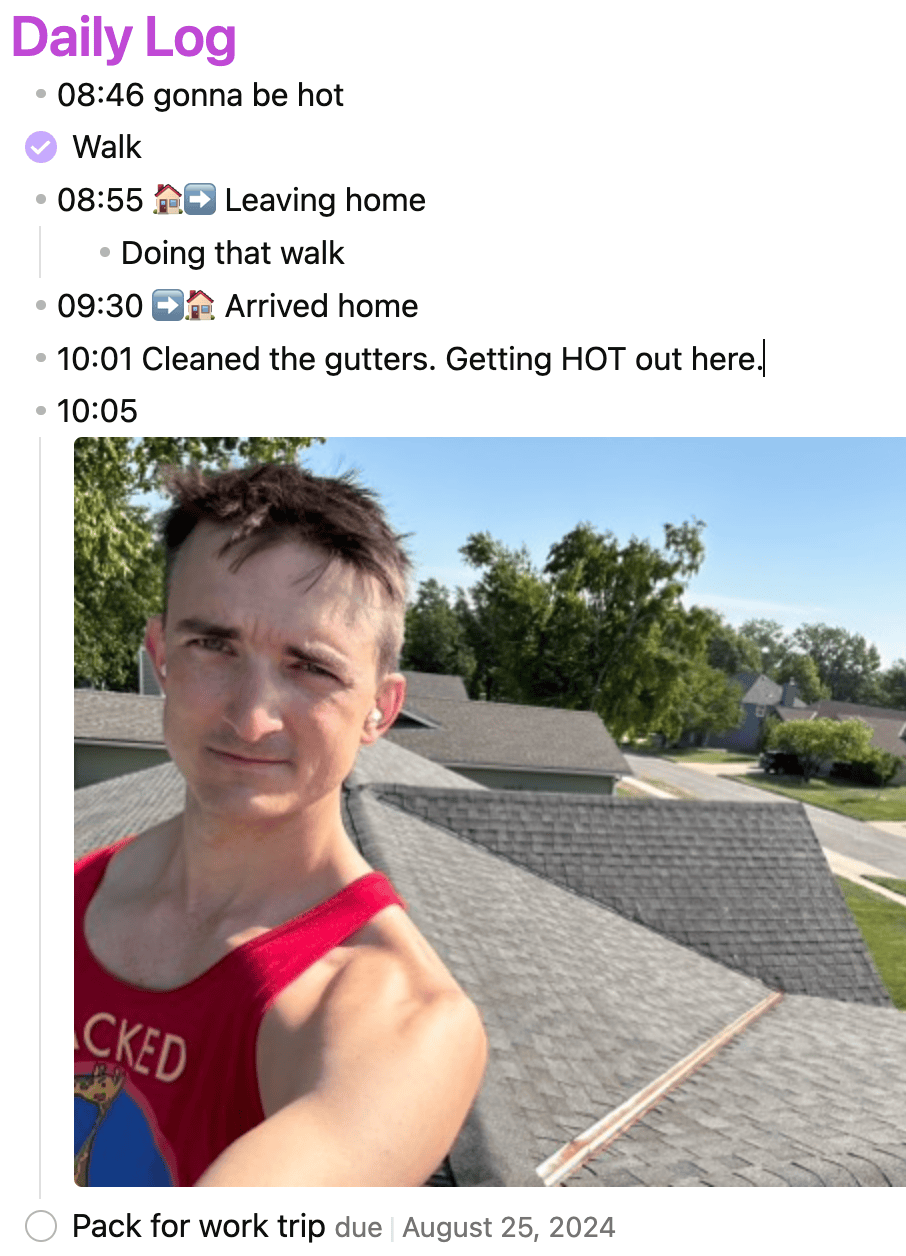 Daily Log
08:46 gonna be hot
Walk
08:55 🏠➡️ Leaving home
Doing that walk
09:30 ➡️🏠 Arrived home
10:01 Cleaned the gutters. Getting HOT out here.
10:05
ACKED
Pack for work trip due August 25, 2024